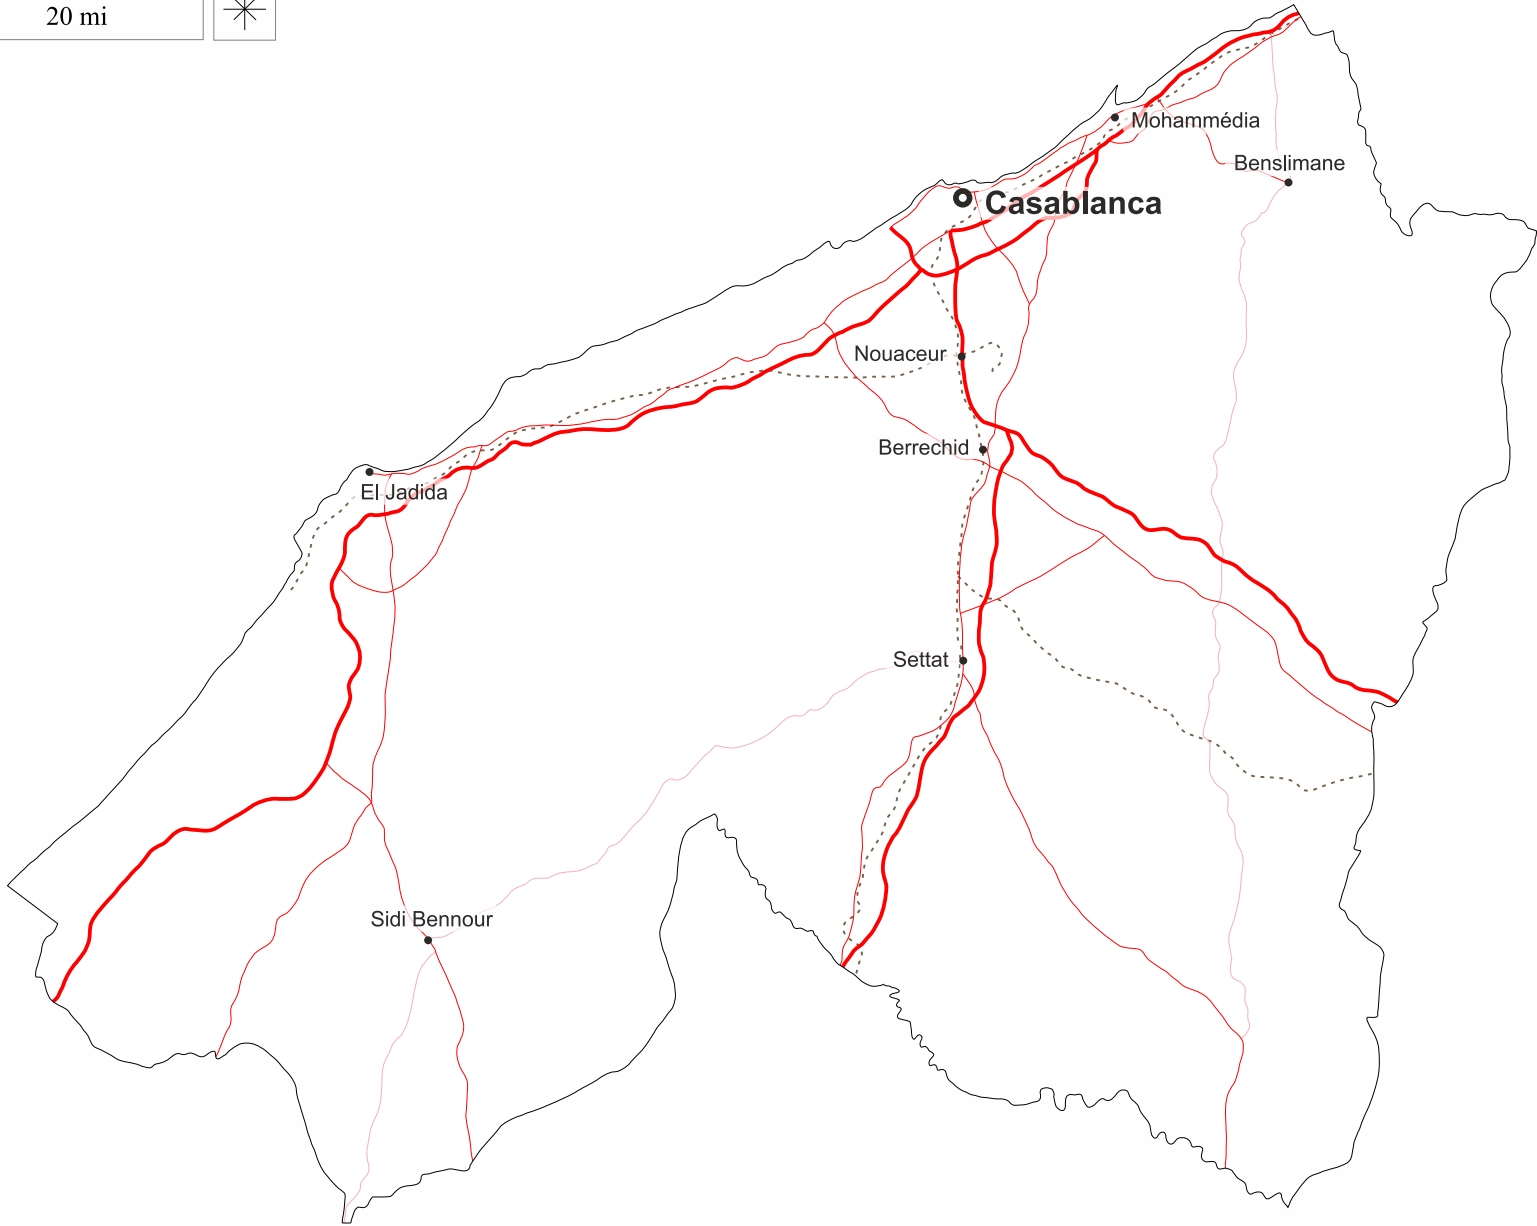 20 mi
Mohammédia
Benslimane
Casablanca
Nouaceur
Berrechid
El Jadida
Settat
Sidi Bennour